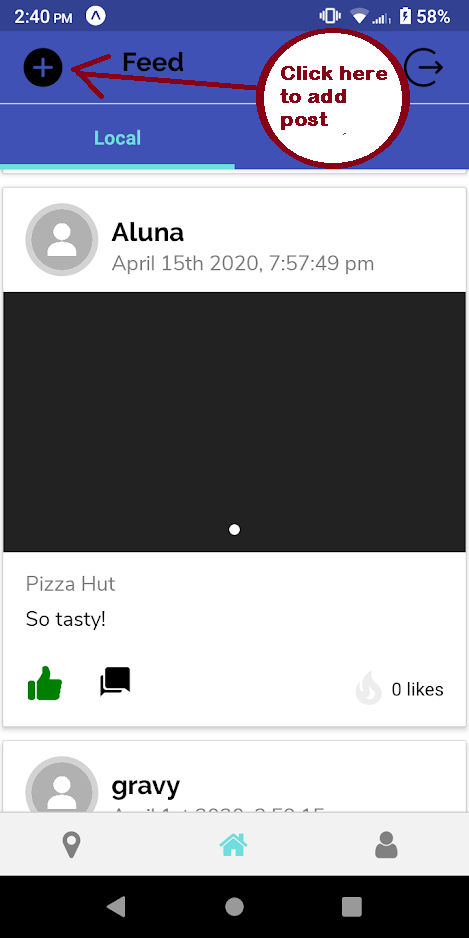 2:40 PM
58%
Feed
Click here
to add
post
Local
Aluna
April 15th 2020, 7:57:49 pm
Pizza Hut
So tasty!
0 likes
gravy